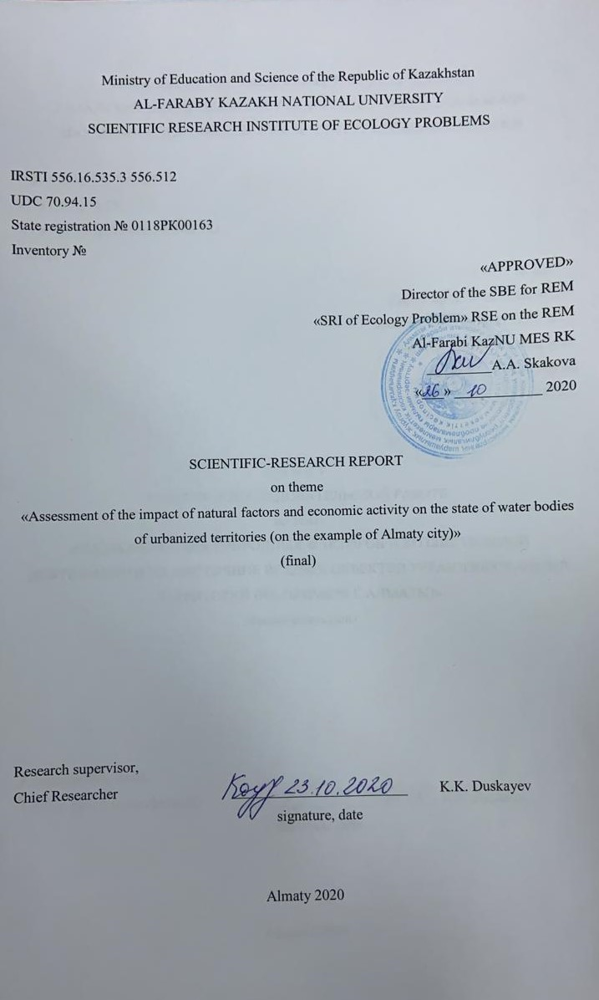 Ministry of Education and Science of the Republic of Kazakhstan
AL-FARABY KAZAKH NATIONAL UNIVERSITY
SCIENTIFIC RESEARCH INSTITUTE OF ECOLOGY PROBLEMS
IRSTI 556.16.535.3 556.512
UDC 70.94.15
State registration № 0118РК00163
Inventory №
«APPROVED»
Director of the SBE for REM
«SRI of Ecology Problem» RSE on the REM
Al-Farabi KazNU MES RK
A.A. Skakova
«26» 10 2020
SCIENTIFIC-RESEARCH REPORT
on theme
«Assessment of the impact of natural factors and economic activity on the state of water bodies
of urbanized territories (on the example of Almaty city)»
(final)
Research supervisor,
Chief Researcher
23.10.2020
K.K. Duskayev
signature, date
Almaty 2020